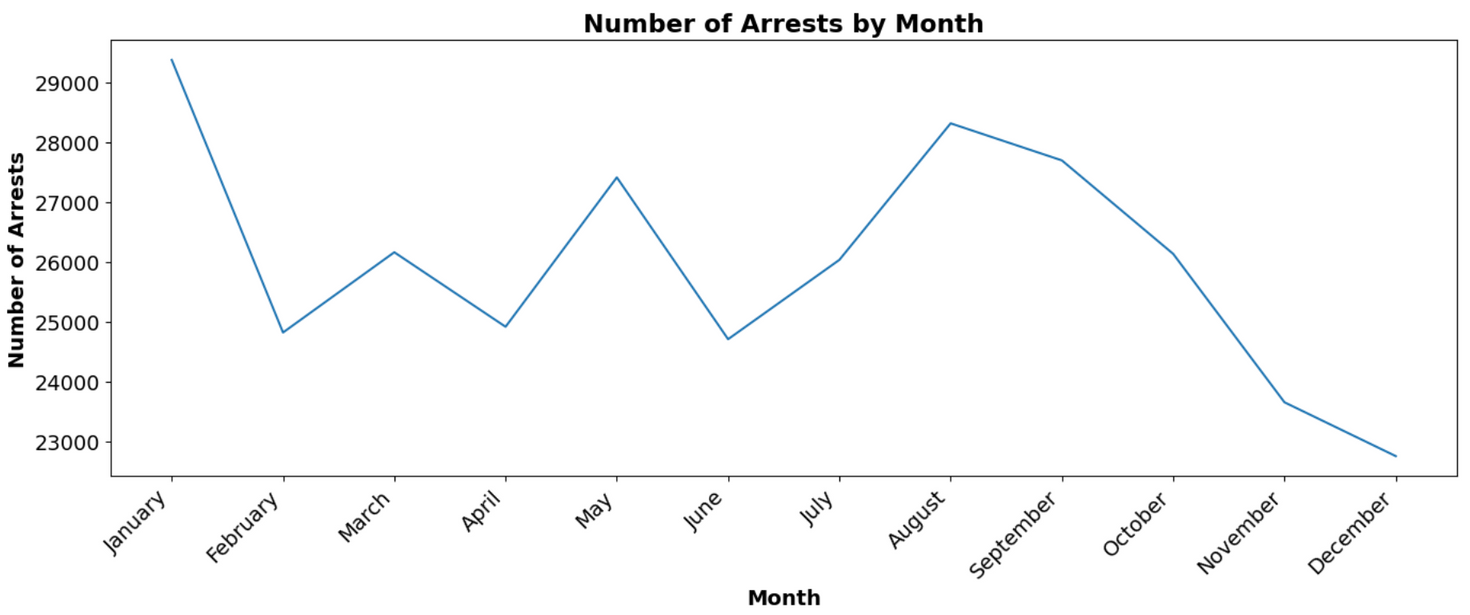 Number of Arrests by Month
Number of Arrests
29000
28000
27000
26000
25000
24000
23000
January
February
March
April
May
June
July
August
September
October
November
December
Month